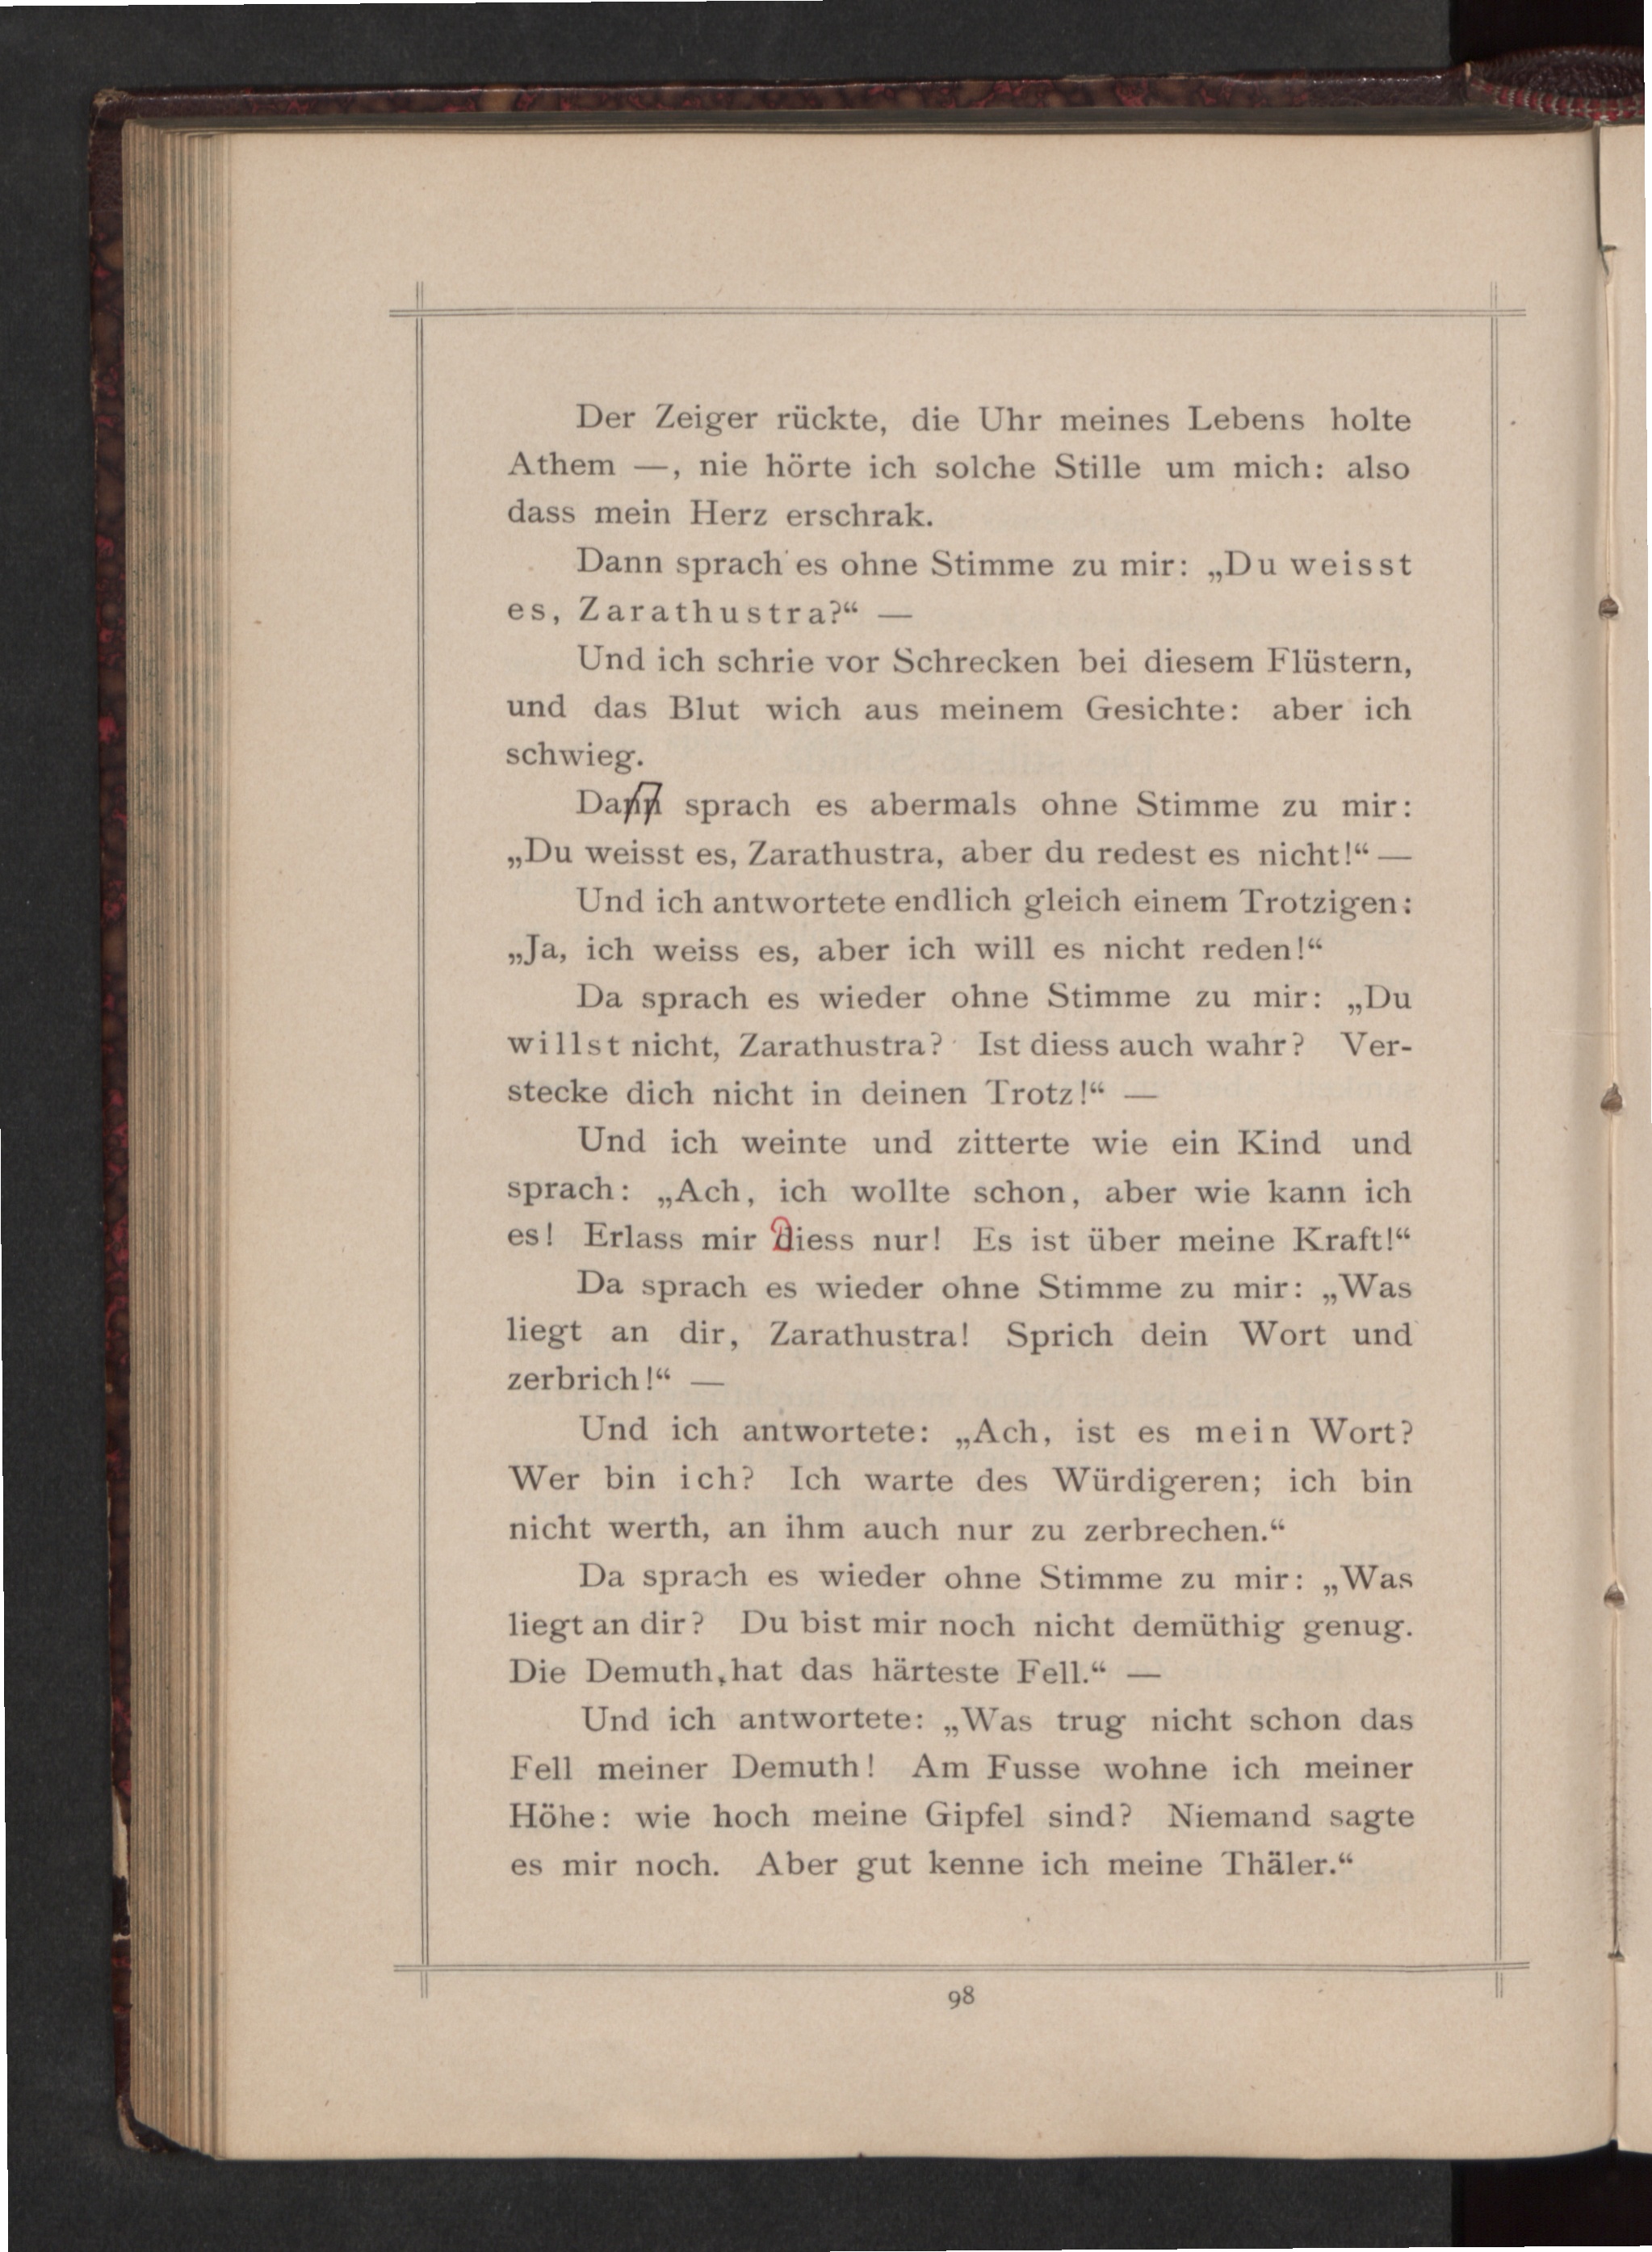 Der Zeiger rückte, die Uhr meines Lebens holte
Athem —, nie hörte ich solche Stille um mich: also
dass mein Herz erschrak.
Dann sprach es ohne Stimme zu mir: „Du weisst
es, Zarathustra?“ —
Und ich schrie vor Schrecken bei diesem Flüstern,
und das Blut wich aus meinem Gesichte: aber ich
schwieg.
Dann sprach es abermals ohne Stimme zu mir:
„Du weisst es, Zarathustra, aber du redest es nicht!“ —
Und ich antwortete endlich gleich einem Trotzigen:
„Ja, ich weiss es, aber ich will es nicht reden!“
Da sprach es wieder ohne Stimme zu mir: „Du
willst nicht, Zarathustra? Ist diess auch wahr? Ver-
stecke dich nicht in deinen Trotz!“ —
Und ich weinte und zitterte wie ein Kind und
sprach: „Ach, ich wollte schon, aber wie kann ich
es! Erlass mir diess nur! Es ist über meine Kraft!“
Da sprach es wieder ohne Stimme zu mir: „Was
liegt an dir, Zarathustra! Sprich dein Wort und
zerbrich!“ —
Und ich antwortete: „Ach, ist es mein Wort?
Wer bin ich? Ich warte des Würdigeren; ich bin
nicht werth, an ihm auch nur zu zerbrechen.“
Da sprach es wieder ohne Stimme zu mir: „Was
liegt an dir? Du bist mir noch nicht demüthig genug.
Die Demuth, hat das härteste Fell.“ —
Und ich antwortete: „Was trug nicht schon das
Fell meiner Demuth! Am Fusse wohne ich meiner
Höhe: wie hoch meine Gipfel sind? Niemand sagte
es mir noch. Aber gut kenne ich meine Thäler.“
98